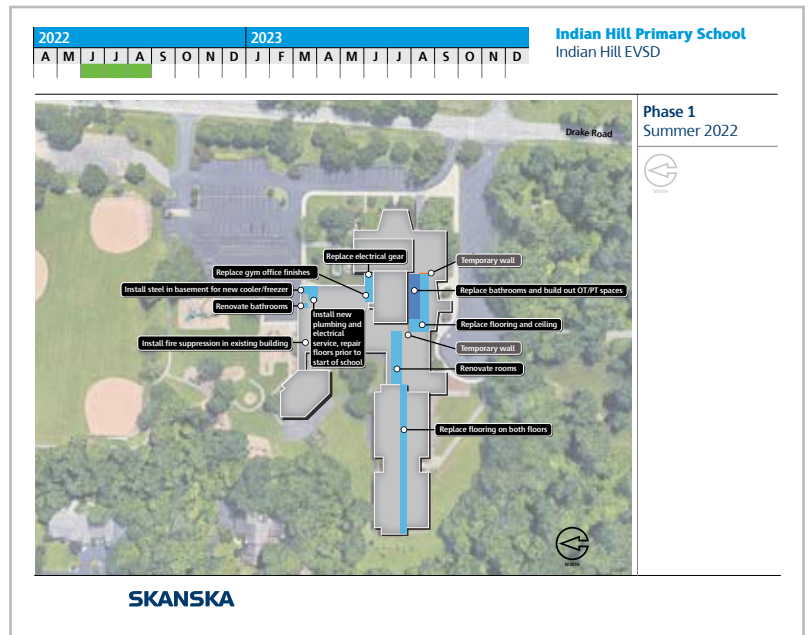 2022 2023
A M J J A S O N D J F M A M J J A S O N D
Indian Hill Primary School
Indian Hill EVSD
Phase 1
Summer 2022
NORTH
Drake Road
Replace electrical gear
Temporary wall
Replace gym office finishes
Install steel in basement for new cooler/freezer
Replace bathrooms and build out OT/PT spaces
Renovate bathrooms
Install new
plumbing and
electrical
service, repair
floors prior to
start of school
Replace flooring and ceiling
Install fire suppression in existing building
Temporary wall
Renovate rooms
Replace flooring on both floors
NORTH
SKANSKA